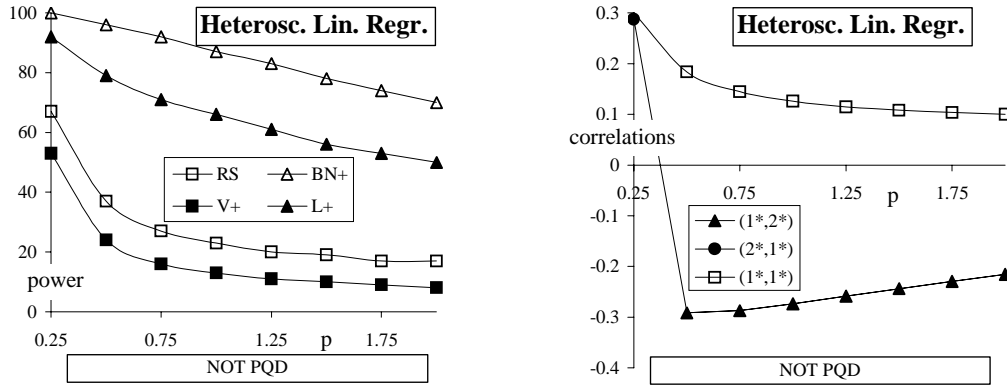 Heterosc. Lin. Regr.
100
80
60
40
20
0
power
RS
BN+
V+
L+
0.25
0.75
1.25
p
1.75
NOT PQD
Heterosc. Lin. Regr.
0.3
0.2
0.1
correlations
0
0.25
0.75
1.25
p
1.75
-0.1
-0.2
-0.3
-0.4
(1*,2*)
(2*,1*)
(1*,1*)
NOT PQD